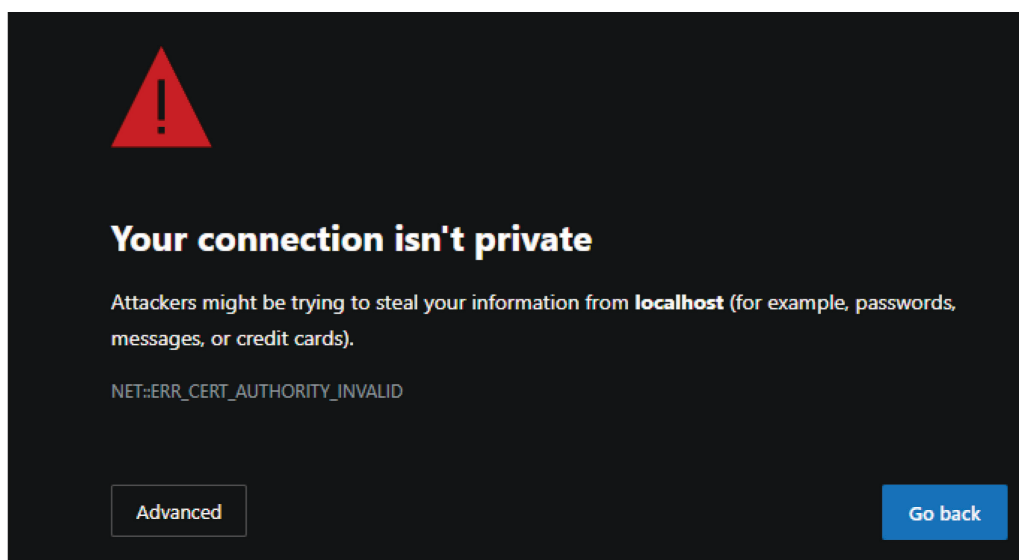 Your connection isn't private
Attackers might be trying to steal your information from localhost (for example, passwords,
messages, or credit cards).
NET::ERR_CERT_AUTHORITY_INVALID
Advanced
Go back